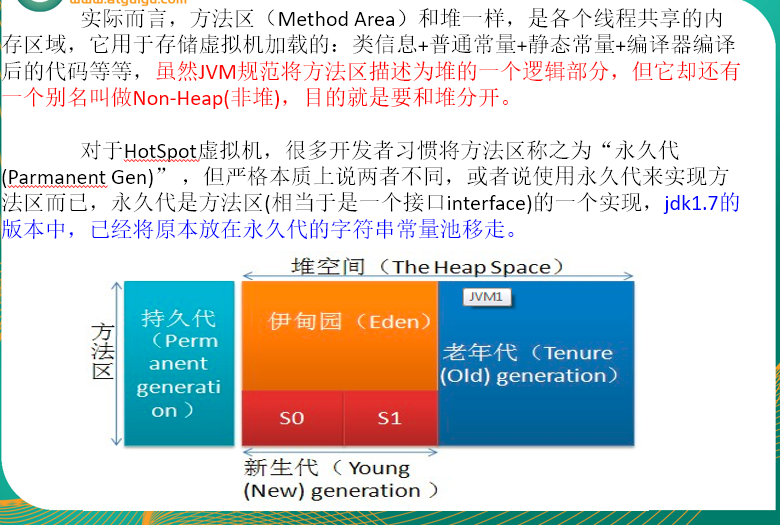 www.atguigu.com
实际而言，方法区（Method Area）和堆一样，是各个线程共享的内
存区域，它用于存储虚拟机加载的：类信息+普通常量+静态常量+编译器编译
后的代码等等，虽然JVM规范将方法区描述为堆的一个逻辑部分，但它却还有
一个别名叫做Non-Heap(非堆)，目的就是要和堆分开。
对于HotSpot虚拟机，很多开发者习惯将方法区称之为“永久代
(Parmanent Gen)” ，但严格本质上说两者不同，或者说使用永久代来实现方
法区而已，永久代是方法区(相当于是一个接口interface)的一个实现，jdk1.7的
版本中，已经将原本放在永久代的字符串常量池移走。
堆空间（The Heap Space）
方法区
持久代
（Perm
anent
generati
on ）
伊甸园（Eden）
JVM1
老年代（Tenure
(Old) generation）
S0
S1
新生代（ Young
(New) generation ）